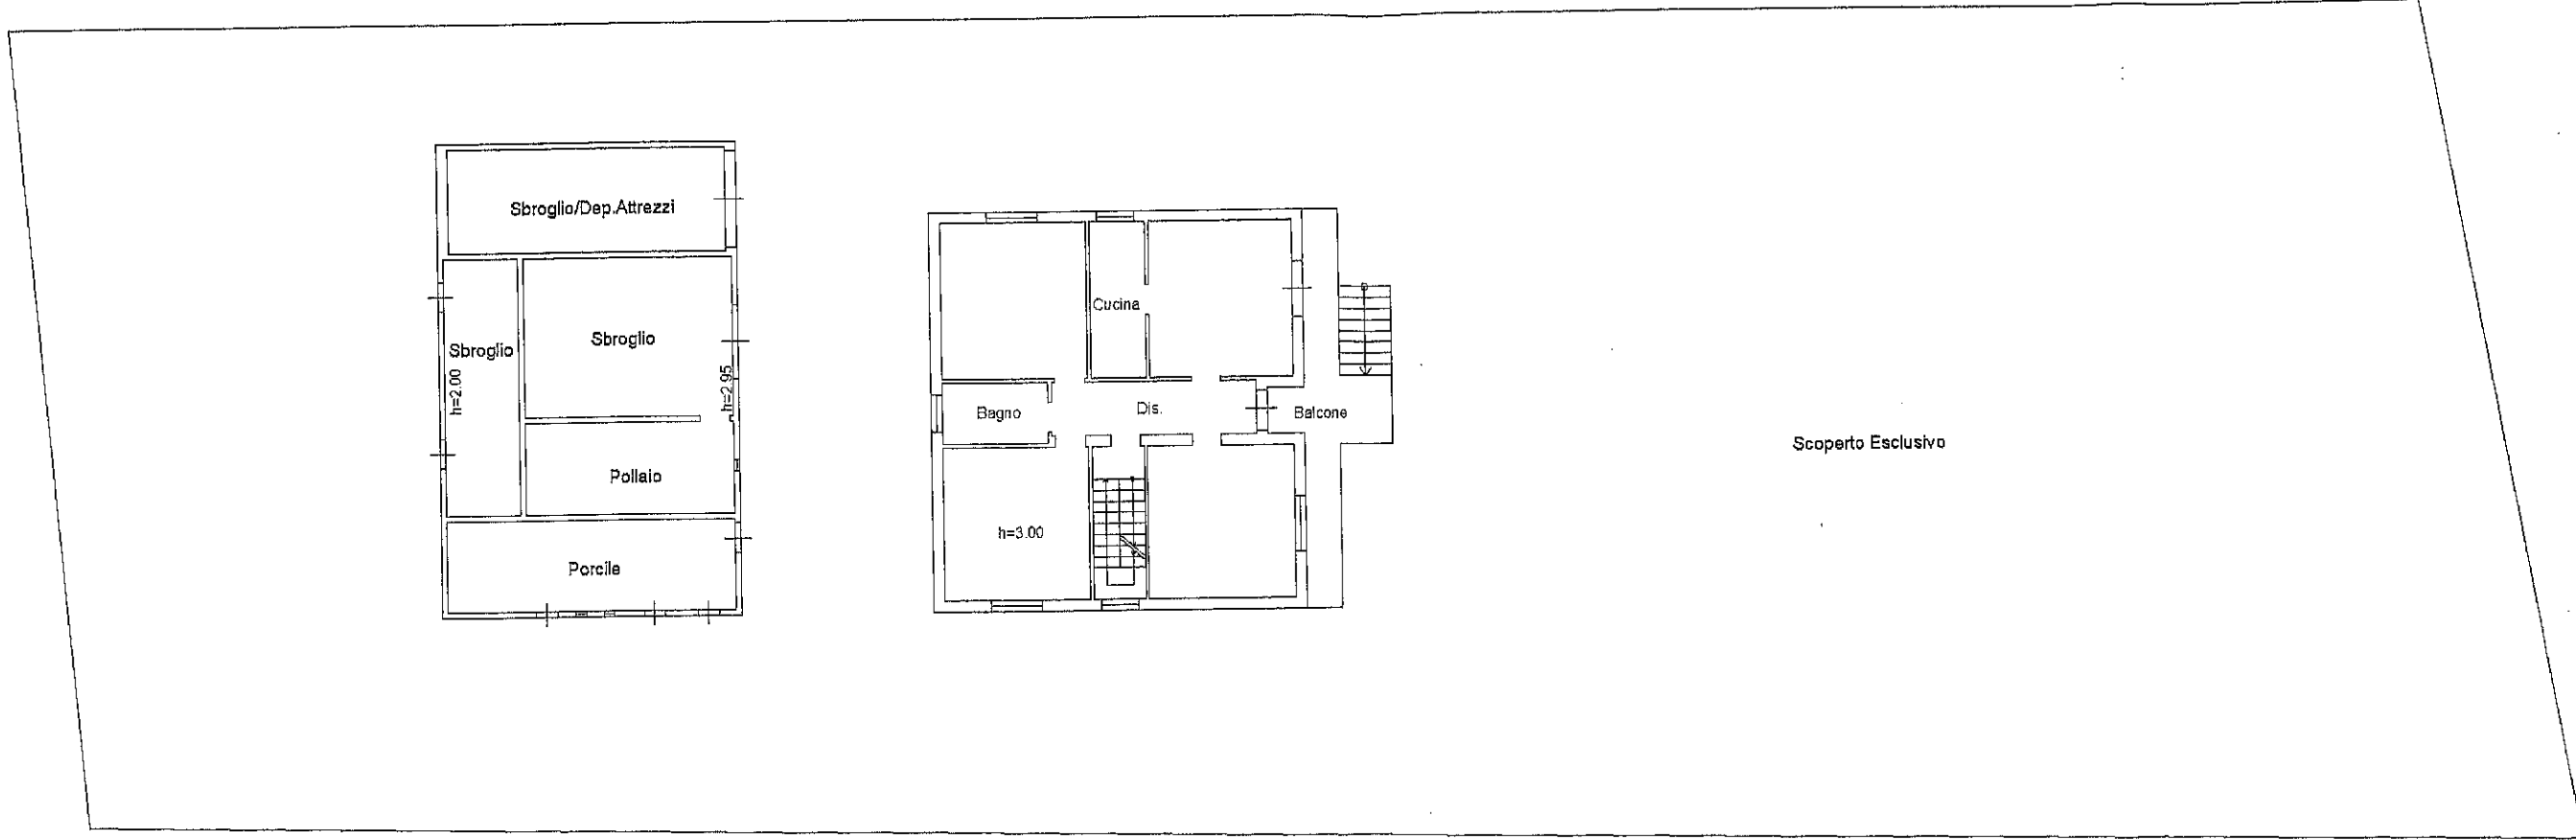 Sbroglio/Dep.Attrezzi
Sbroglio
Sbroglio
h=2.00
h=2.95
Pollaio
Porcile
Cucina
Bagno
Dis.
Balcone
h=3.00
Scoperto Esclusivo